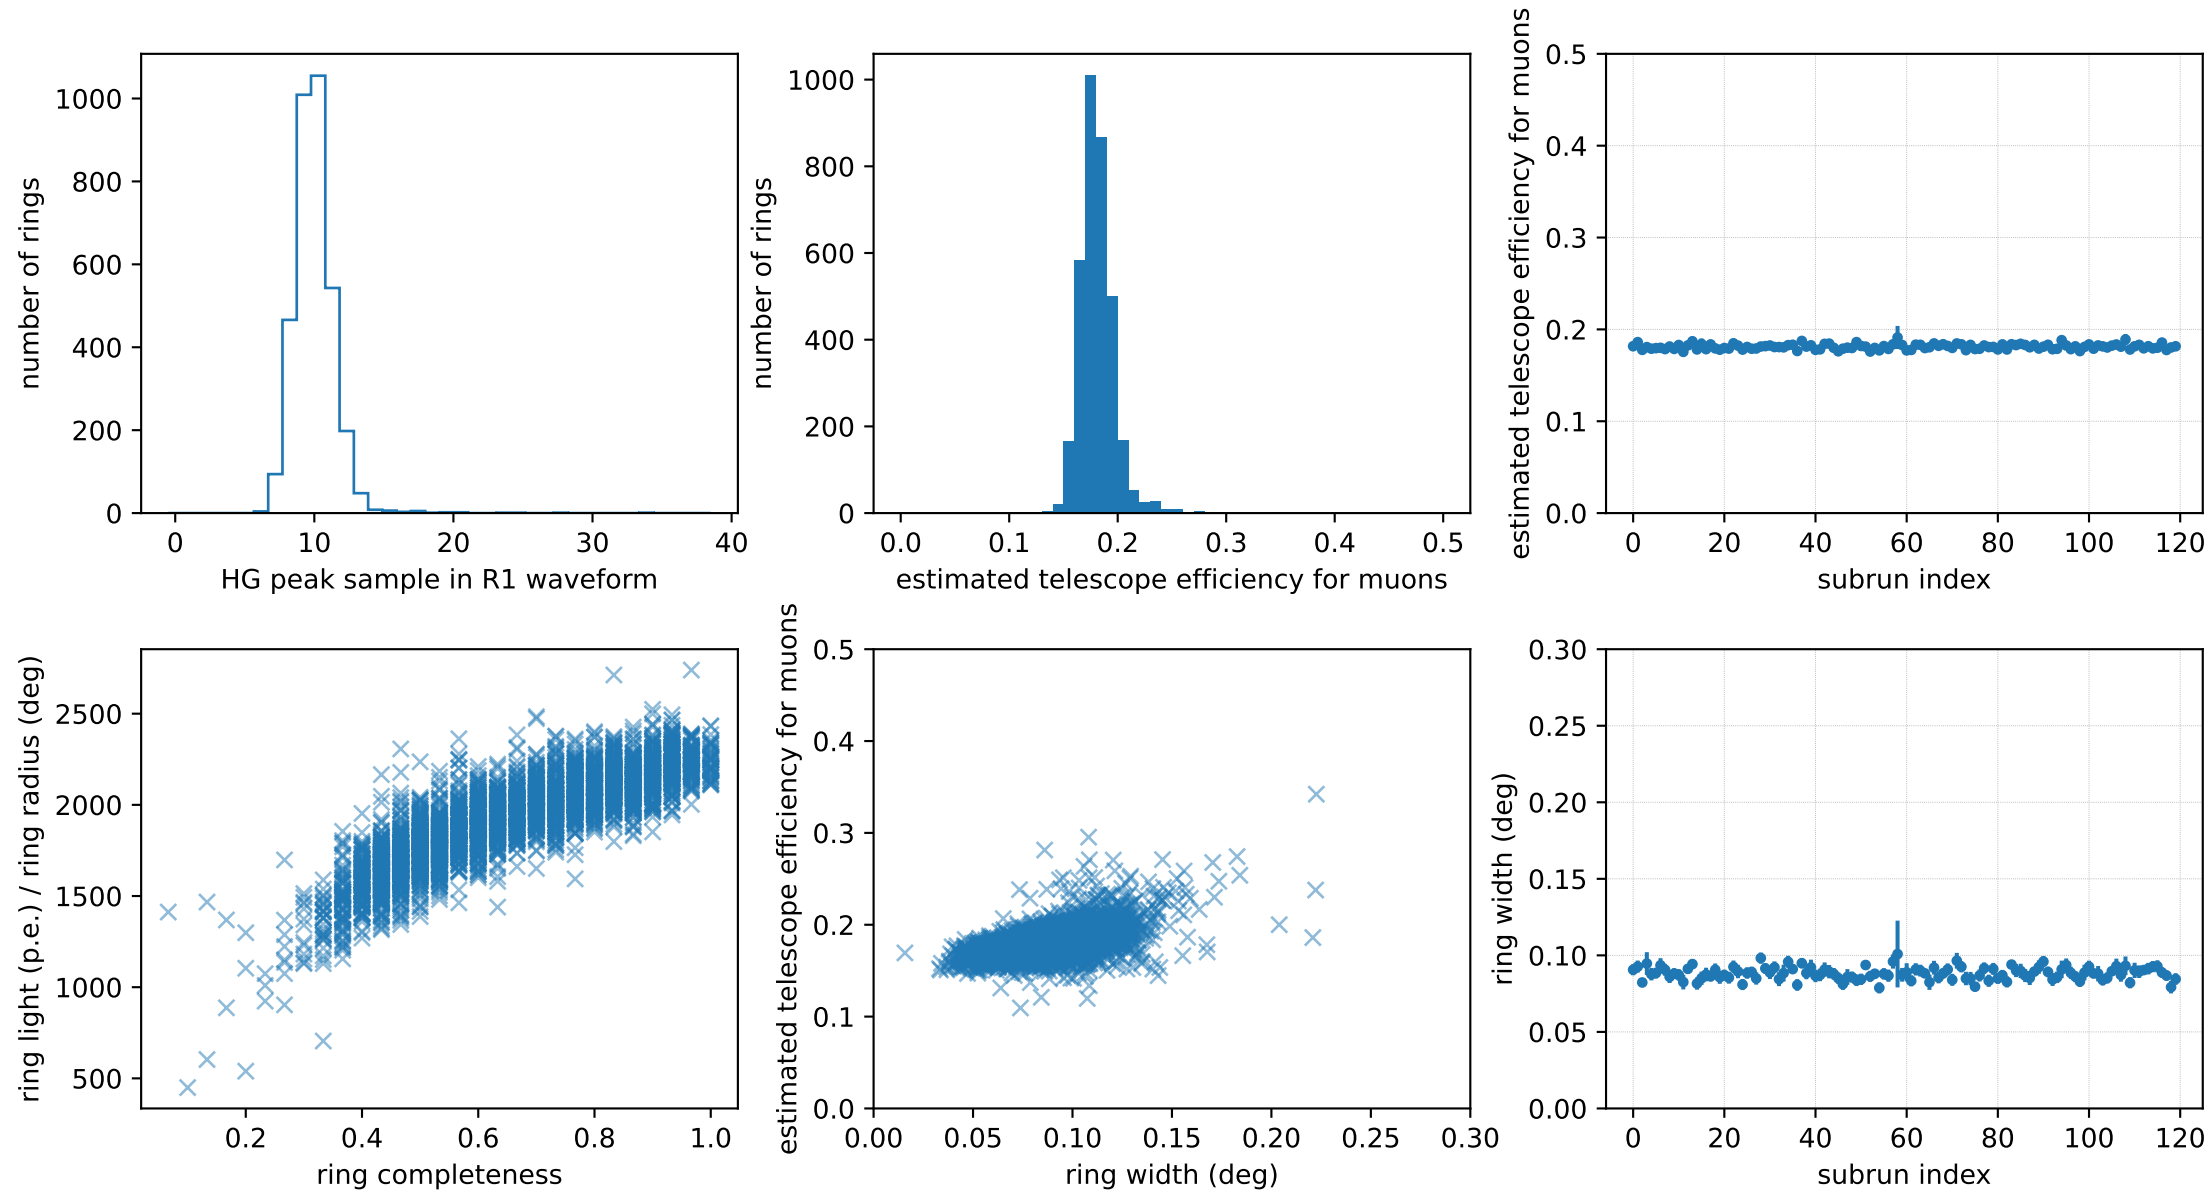 number of rings
1000
800
600
400
200
0
0 10 20 30 40
HG peak sample in R1 waveform
number of rings
1000
800
600
400
200
0
0.0 0.1 0.2 0.3 0.4 0.5
estimated telescope efficiency for muons
estimated telescope efficiency for muons
0.5
0.4
0.3
0.2
0.1
0.0
0 20 40 60 80 100 120
subrun index
ring light (p.e.) / ring radius (deg)
2500
2000
1500
1000
500
0.2 0.4 0.6 0.8 1.0
ring completeness
estimated telescope efficiency for muons
0.5
0.4
0.3
0.2
0.1
0.0
0.00 0.05 0.10 0.15 0.20 0.25 0.30
ring width (deg)
ring width (deg)
0.30
0.25
0.20
0.15
0.10
0.05
0.00
0 20 40 60 80 100 120
subrun index